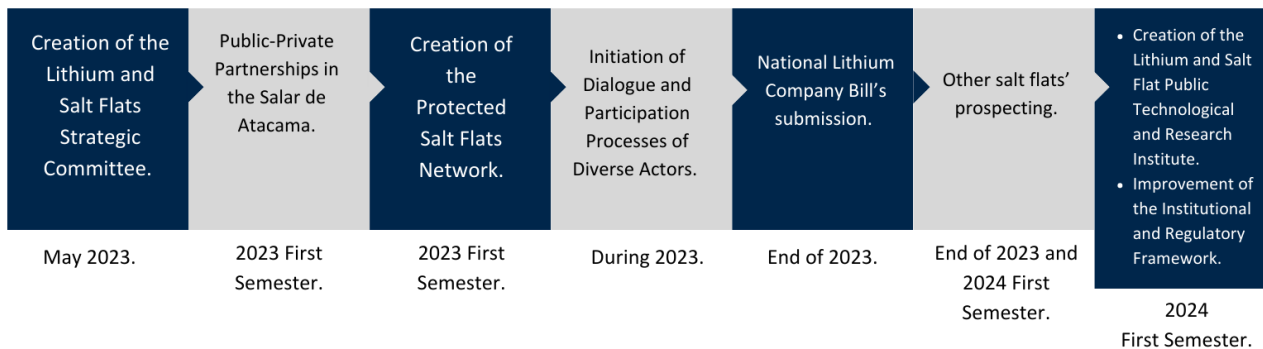 Creation of the
Lithium and
Salt Flats
Strategic
Committee.
May 2023.
Public-Private
Partnerships in
the Salar de
Atacama.
2023 First
Semester.
Creation of
the
Protected
Salt Flats
Network.
2023 First
Semester.
Initiation of
Dialogue and
Participation
Processes of
Diverse Actors.
During 2023.
National Lithium
Company Bill’s
submission.
End of 2023.
Other salt flats’
prospecting.
End of 2023 and
2024 First
Semester.
• Creation of the
Lithium and Salt
Flat Public
Technological
and Research
Institute.
• Improvement of
the Institutional
and Regulatory
Framework.
2024
First Semester.